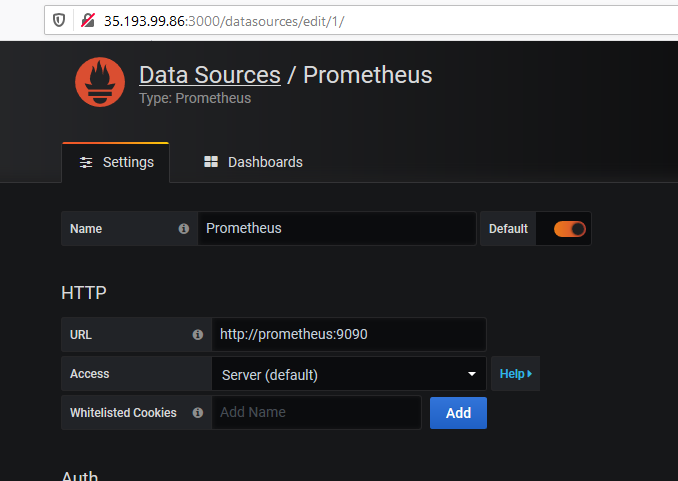 35.193.99.86:3000/datasources/edit/1/
Data Sources / Prometheus
Type: Prometheus
Settings
Dashboards
Name
Prometheus
Default
HTTP
URL
http://prometheus:9090
Access
Server (default)
Help
Whitelisted Cookies
Add Name
Add
Auth